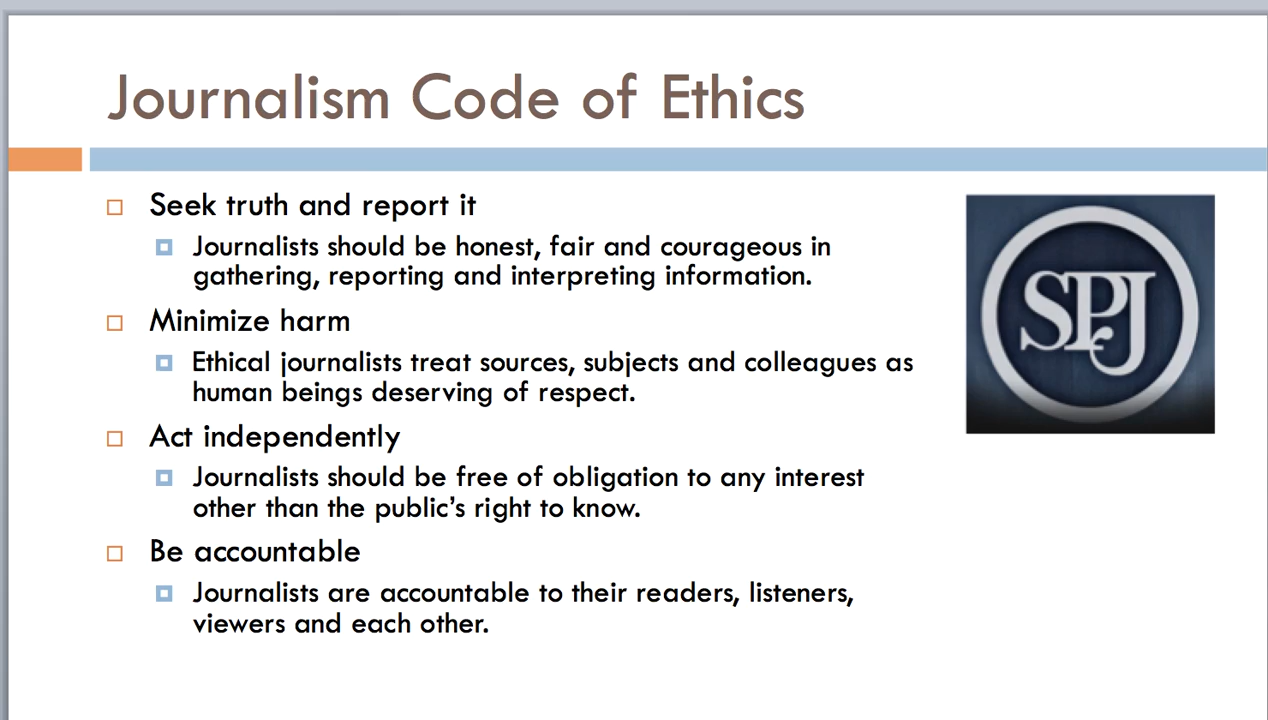 Journalism Code of Ethics
Seek truth and report it
Journalists should be honest, fair and courageous in
gathering, reporting and interpreting information.
SPJ
Minimize harm
Ethical journalists treat sources, subjects and colleagues as
human beings deserving of respect.
Act independently
Journalists should be free of obligation to any interest
other than the public’s right to know.
Be accountable
Journalists are accountable to their readers, listeners,
viewers and each other.